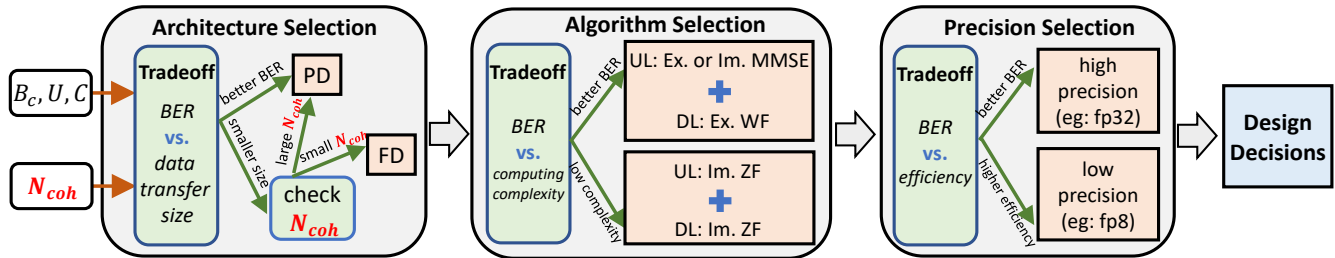 Architecture Selection
B_c, U, C
N_coh
Tradeoff
BER
vs.
data
transfer
size
better BER
smaller size
PD
large N_coh
small N_coh
FD
check
N_coh
Algorithm Selection
Tradeoff
BER
vs.
computing
complexity
better BER
low complexity
UL: Ex. or Im. MMSE
DL: Ex. WF
UL: Im. ZF
DL: Im. ZF
Precision Selection
Tradeoff
BER
vs.
efficiency
better BER
higher efficiency
high
precision
(eg: fp32)
low
precision
(eg: fp8)
Design
Decisions